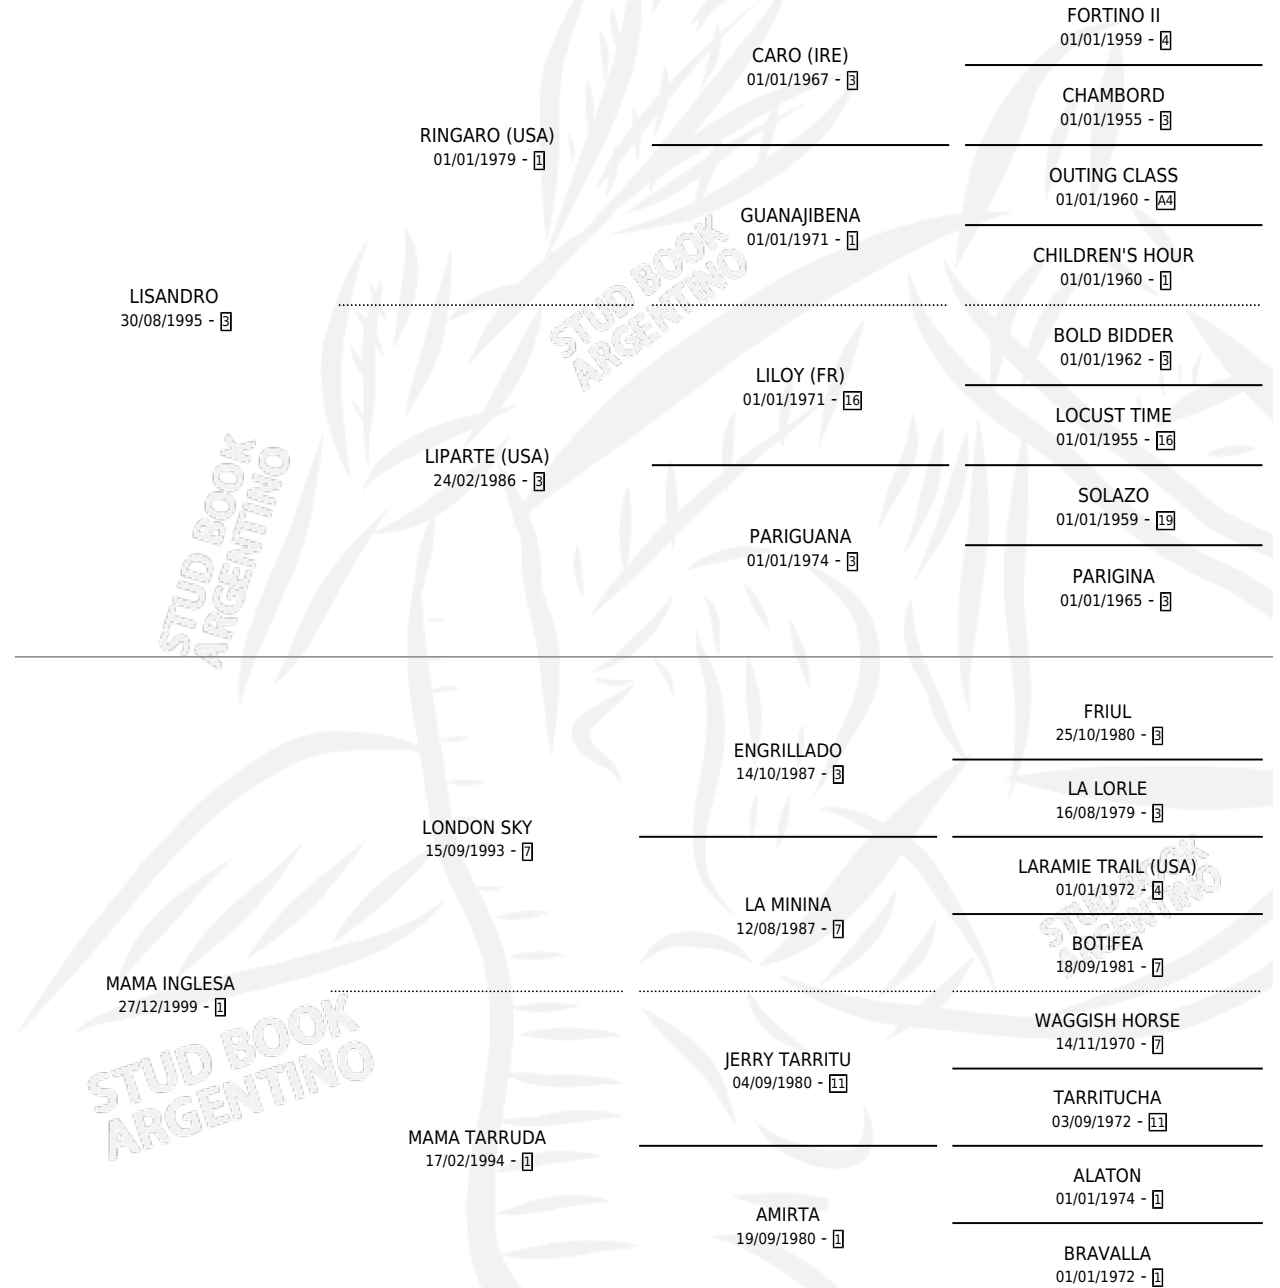 FORTINO II
01/01/1959 - 4
CARO (IRE)
01/01/1967 - 3
CHAMBORD
01/01/1955 - 3
RINGARO (USA)
01/01/1979 - 1
OUTING CLASS
01/01/1960 - A4
GUANAJIBENA
01/01/1971 - 1
CHILDREN'S HOUR
01/01/1960 - 1
LISANDRO
30/08/1995 - 3
STUD BOOK
ARGENTINO
BOLD BIDDER
01/01/1962 - 3
LILOY (FR)
01/01/1971 - 16
LOCUST TIME
01/01/1955 - 16
LIPARTE (USA)
24/02/1986 - 3
SOLAZO
01/01/1959 - 19
PARIGUANA
01/01/1974 - 3
PARIGINA
01/01/1965 - 3
STUD BOOK
ARGENTINO
FRIUL
25/10/1980 - 3
ENGRILLADO
14/10/1987 - 3
LA LORLE
16/08/1979 - 3
LONDON SKY
15/09/1993 - 7
LARAMIE TRAIL (USA)
01/01/1972 - 4
LA MININA
12/08/1987 - 7
BOTIFEA
18/09/1981 - 7
STUD BOOK
ARGENTINO
MAMA INGLESA
27/12/1999 - 1
WAGGISH HORSE
14/11/1970 - 7
JERRY TARRITU
04/09/1980 - 11
TARRITUCHA
03/09/1972 - 11
STUD BOOK
ARGENTINO
MAMA TARRUDA
17/02/1994 - 1
ALATON
01/01/1974 - 1
AMIRTA
19/09/1980 - 1
BRAVALLA
01/01/1972 - 1